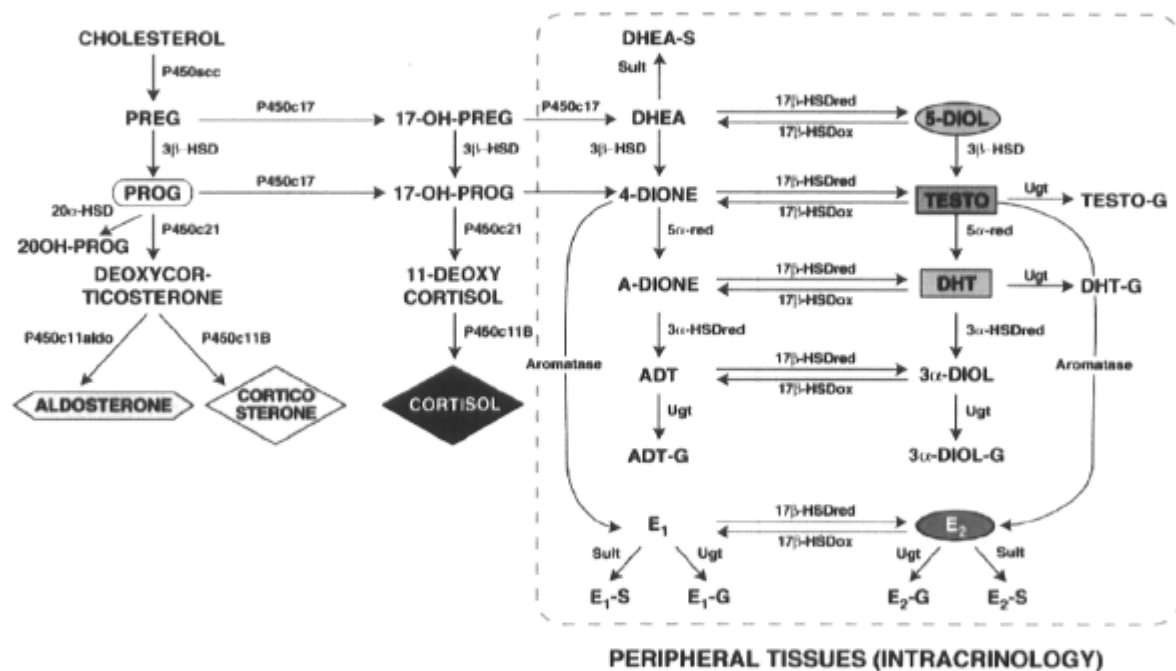 CHOLESTEROL
P450scc
PREG
P450c17
17-OH-PREG
P450c17
DHEA
DHEA-S
Sult
17β-HSDred
17β-HSDox
5-DIOL
3β-HSD
3β-HSD
3β-HSD
3β-HSD
PROG
P450c17
17-OH-PROG
4-DIONE
17β-HSDred
17β-HSDox
TESTO
Ugt
TESTO-G
20α-HSD
20OH-PROG
P450c21
P450c21
5α-red
5α-red
DEOXYCOR-
TICOSTERONE
11-DEOXY
CORTISOL
A-DIONE
17β-HSDred
17β-HSDox
DHT
Ugt
DHT-G
P450c11aldo
P450c11B
P450c11B
3α-HSDred
3α-HSDred
Aromatase
Aromatase
ALDOSTERONE
CORTICO
STERONE
CORTISOL
ADT
17β-HSDred
17β-HSDox
3α-DIOL
Ugt
Ugt
ADT-G
3α-DIOL-G
E₁
17β-HSDred
17β-HSDox
E₂
Sult
Ugt
Ugt
Sult
E₁-S
E₁-G
E₂-G
E₂-S
PERIPHERAL TISSUES (INTRACRINOLOGY)